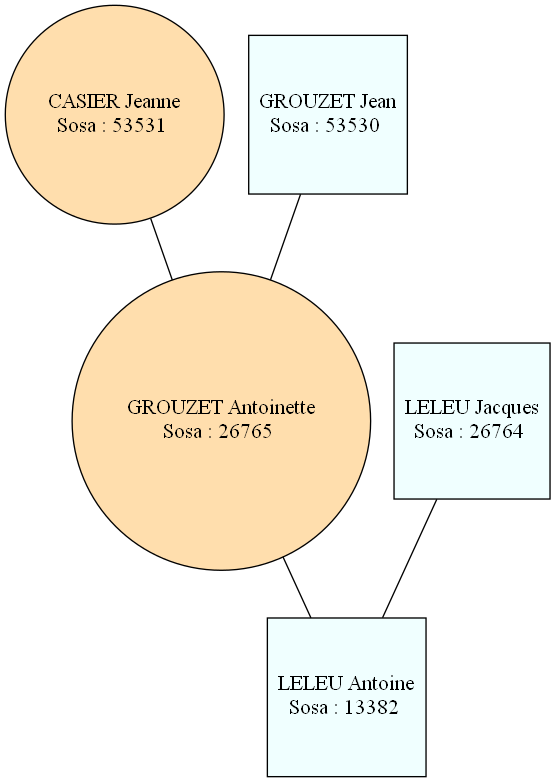 CASIER Jeanne
Sosa : 53531
GROUZET Jean
Sosa : 53530
GROUZET Antoinette
Sosa : 26765
LELEU Jacques
Sosa : 26764
LELEU Antoine
Sosa : 13382